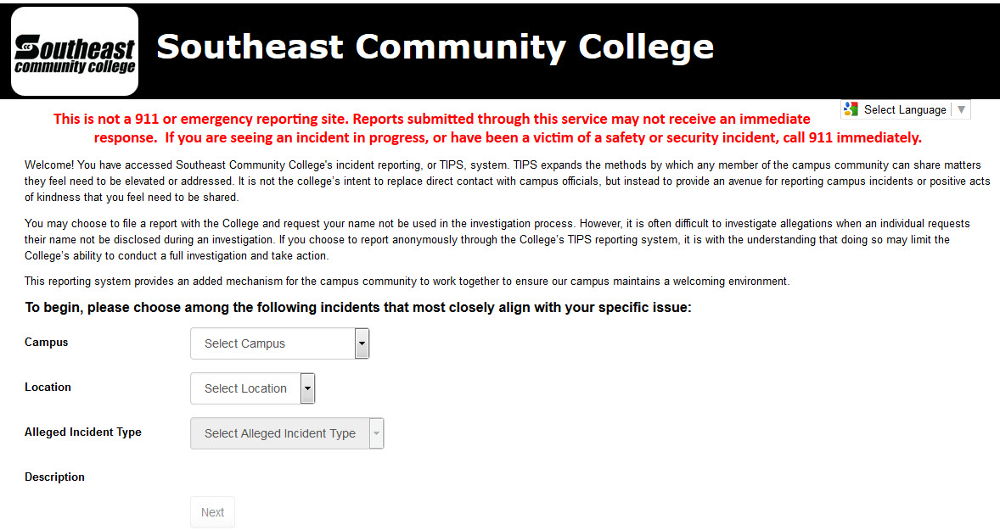 Southeast
community college
Southeast Community College
Select Language
This is not a 911 or emergency reporting site. Reports submitted through this service may not receive an immediate
response.  If you are seeing an incident in progress, or have been a victim of a safety or security incident, call 911 immediately.
Welcome! You have accessed Southeast Community College's incident reporting, or TIPS, system. TIPS expands the methods by which any member of the campus community can share matters
they feel need to be elevated or addressed. It is not the college's intent to replace direct contact with campus officials, but instead to provide an avenue for reporting campus incidents or positive acts
of kindness that you feel need to be shared.
You may choose to file a report with the College and request your name not be used in the investigation process. However, it is often difficult to investigate allegations when an individual requests
their name not be disclosed during an investigation. If you choose to report anonymously through the College's TIPS reporting system, it is with the understanding that doing so may limit the
College's ability to conduct a full investigation and take action.
This reporting system provides an added mechanism for the campus community to work together to ensure our campus maintains a welcoming environment.
To begin, please choose among the following incidents that most closely align with your specific issue:
Campus Select Campus
Location Select Location
Alleged Incident Type Select Alleged Incident Type
Description
Next